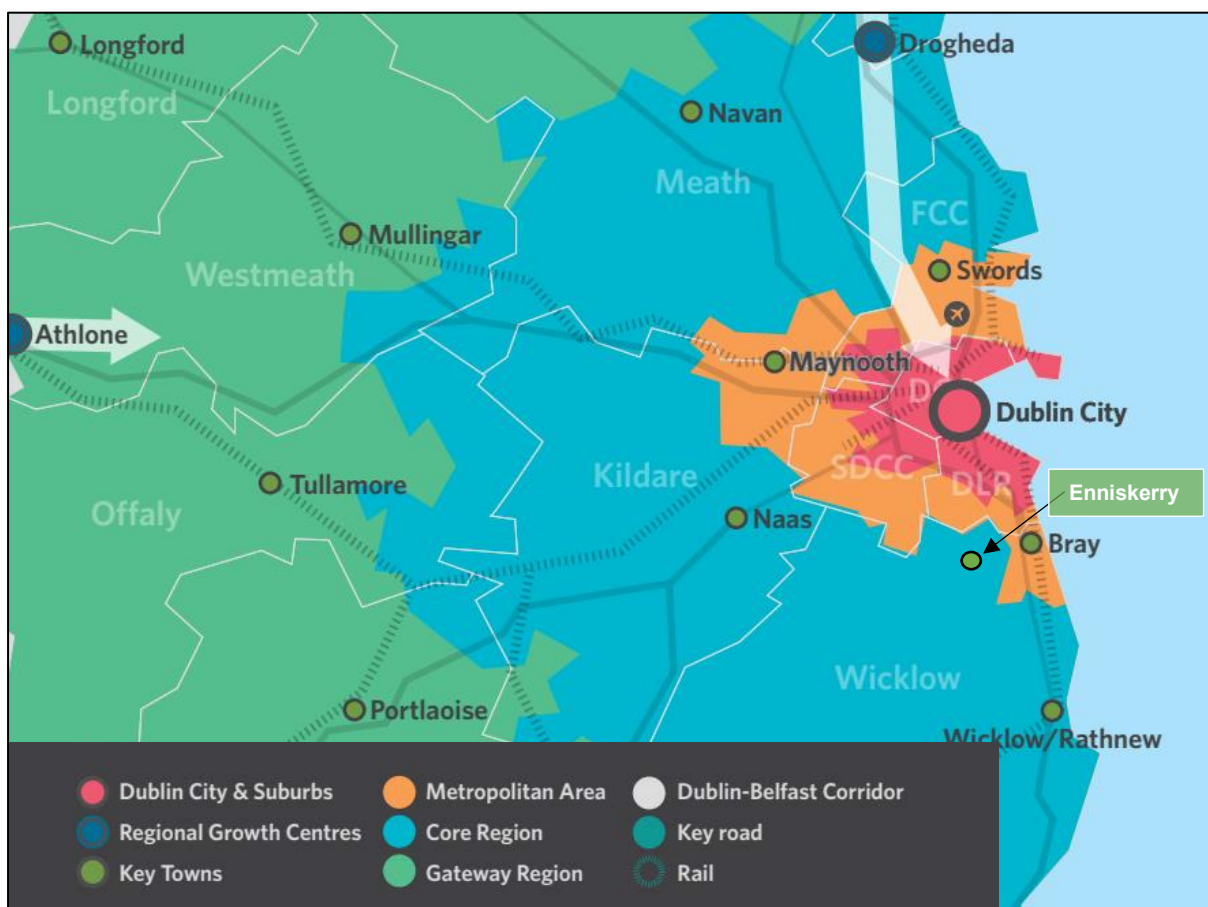 Longford
Drogheda
Longford
Navan
Meath
FCC
Mullingar
Swords
Westmeath
Athlone
Maynooth
Dublin City
Kildare
SDCC
DLR
Enniskerry
Tullamore
Offaly
Naas
Bray
Wicklow
Portlaoise
Wicklow/Rathnew
Dublin City & Suburbs
Metropolitan Area
Dublin-Belfast Corridor
Regional Growth Centres
Core Region
Key road
Key Towns
Gateway Region
Rail